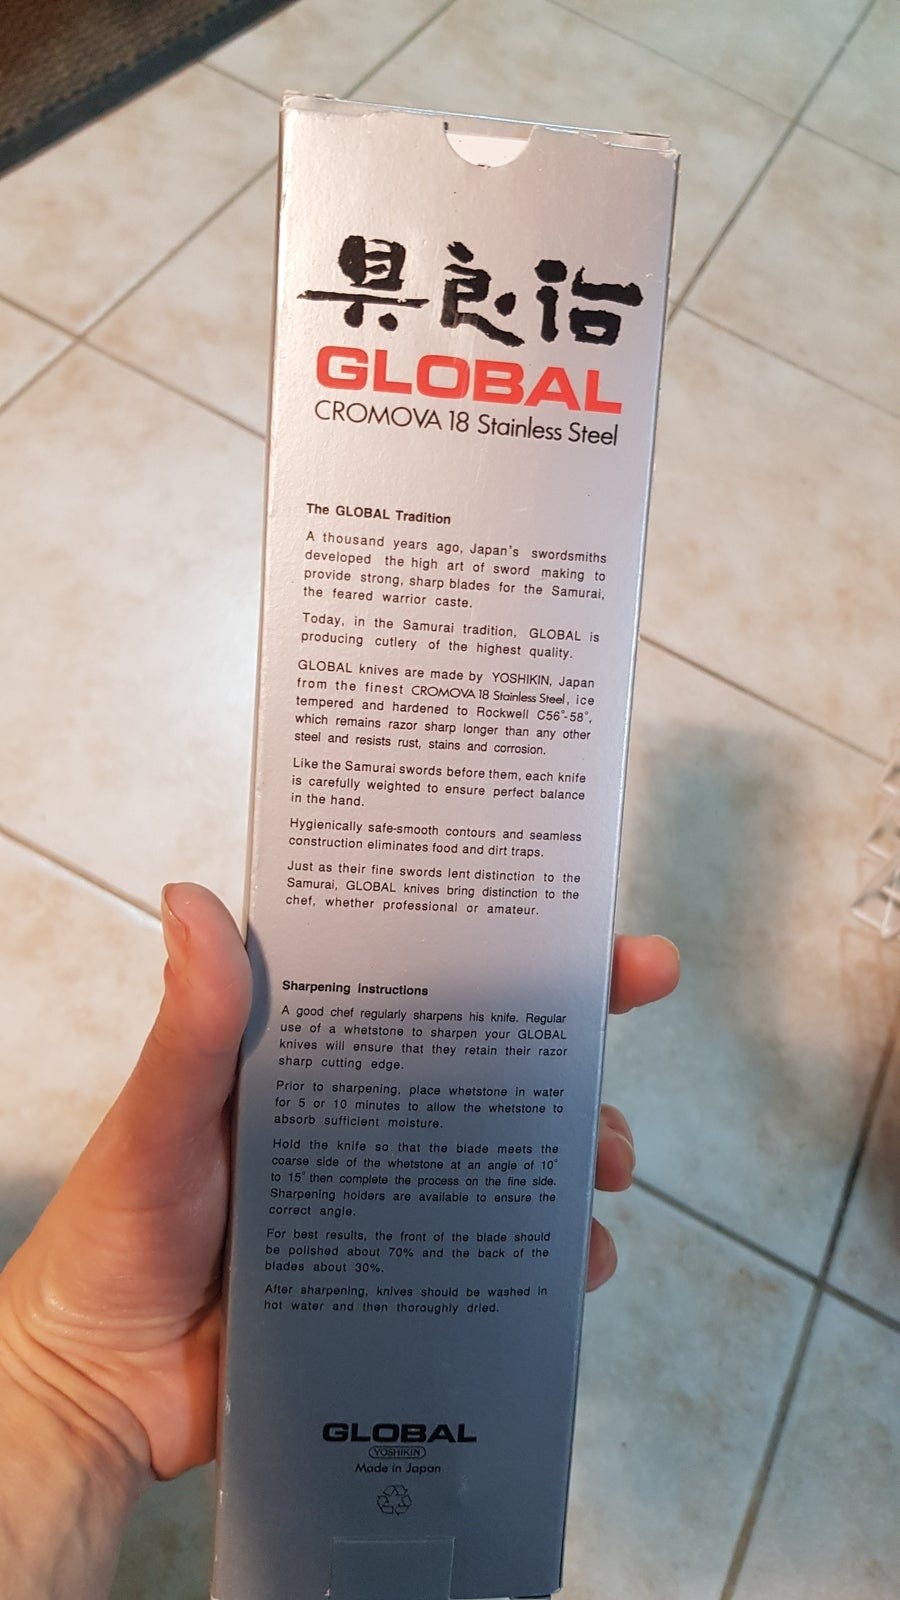 具良治
GLOBAL
CROMOVA 18 Stainless Steel
The GLOBAL Tradition
A thousand years ago, Japan's swordsmiths
developed the high art of sword making to
provide strong, sharp blades for the Samurai,
the feared warrior caste.
Today, in the Samurai tradition, GLOBAL is
producing cutlery of the highest quality.
GLOBAL knives are made by YOSHIKIN, Japan
from the finest CROMOVA 18 Stainless Steel, ice
tempered and hardened to Rockwell C56°-58°,
which remains razor sharp longer than any other
steel and resists rust, stains and corrosion.
Like the Samurai swords before them, each knife
is carefully weighted to ensure perfect balance
in the hand.
Hygienically safe-smooth contours and seamless
construction eliminates food and dirt traps.
Just as their fine swords lent distinction to the
Samurai, GLOBAL knives bring distinction to the
chef, whether professional or amateur.
Sharpening instructions
A good chef regularly sharpens his knife. Regular
use of a whetstone to sharpen your GLOBAL
knives will ensure that they retain their razor
sharp cutting edge.
Prior to sharpening, place whetstone in water
for 5 or 10 minutes to allow the whetstone to
absorb sufficient moisture.
Hold the knife so that the blade meets the
coarse side of the whetstone at an angle of 10°
to 15° then complete the process on the fine side.
Sharpening holders are available to ensure the
correct angle.
For best results, the front of the blade should
be polished about 70% and the back of the
blades about 30%.
After sharpening, knives should be washed in
hot water and then thoroughly dried.
GLOBAL
YOSHIKIN
Made in Japan